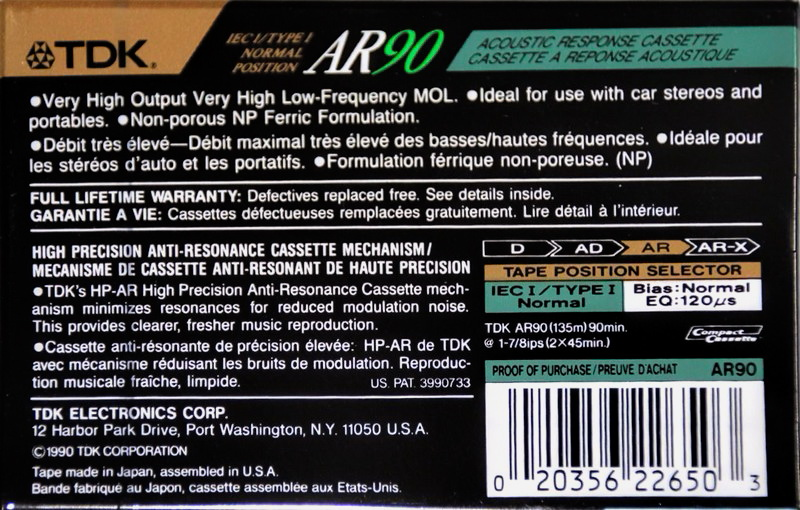 TDK.
IEC I/TYPE I
NORMAL
POSITION
AR90
ACOUSTIC RESPONSE CASSETTE
CASSETTE A REPONSE ACOUSTIQUE
●Very High Output Very High Low-Frequency MOL. ●Ideal for use with car stereos and
portables. ●Non-porous NP Ferric Formulation.
●Débit très élevé—Débit maximal très élevé des basses/hautes fréquences. ●Idéale pour
les stéréos d'auto et les portatifs. ●Formulation férrique non-poreuse. (NP)
FULL LIFETIME WARRANTY: Defectives replaced free. See details inside.
GARANTIE A VIE: Cassettes défectueuses remplacées gratuitement. Lire détail à l'intérieur.
HIGH PRECISION ANTI-RESONANCE CASSETTE MECHANISM/
MECANISME DE CASSETTE ANTI-RESONANT DE HAUTE PRECISION
●TDK's HP-AR High Precision Anti-Resonance Cassette mech-
anism minimizes resonances for reduced modulation noise.
This provides clearer, fresher music reproduction.
●Cassette anti-résonante de précision élevée: HP-AR de TDK
avec mécanisme réduisant les bruits de modulation. Reproduc-
tion musicale fraîche, limpide. US. PAT. 3990733
TDK ELECTRONICS CORP.
12 Harbor Park Drive, Port Washington, N.Y. 11050 U.S.A.
©1990 TDK CORPORATION
Tape made in Japan, assembled in U.S.A.
Bande fabriqué au Japon, cassette assemblée aux Etats-Unis.
D AD AR AR-X
TAPE POSITION SELECTOR
IEC I/TYPE I
Normal
Bias:Normal
EQ:120µs
TDK AR90(135m)90min.
@ 1-7/8ips(2×45min.)
Compact
Cassette
PROOF OF PURCHASE/PREUVE D'ACHAT AR90
0 20356 22650 3